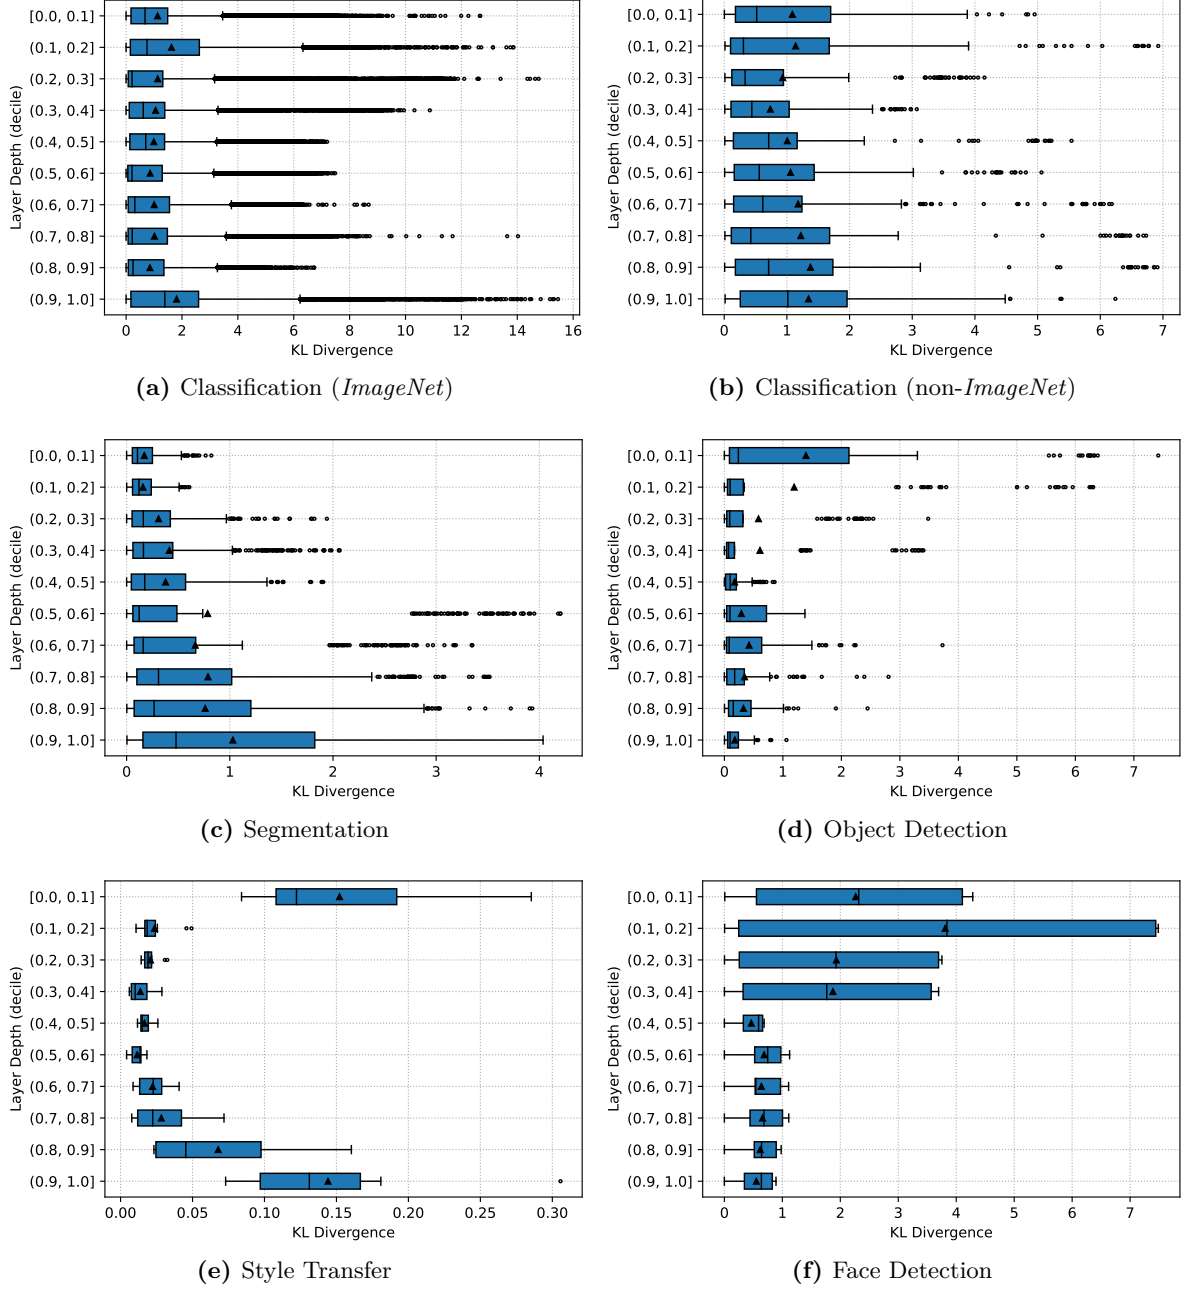 [0.0, 0.1]
(0.1, 0.2]
(0.2, 0.3]
(0.3, 0.4]
(0.4, 0.5]
(0.5, 0.6]
(0.6, 0.7]
(0.7, 0.8]
(0.8, 0.9]
(0.9, 1.0]
Layer Depth (decile)
0 2 4 6 8 10 12 14 16
KL Divergence
(a) Classification (ImageNet)
[0.0, 0.1]
(0.1, 0.2]
(0.2, 0.3]
(0.3, 0.4]
(0.4, 0.5]
(0.5, 0.6]
(0.6, 0.7]
(0.7, 0.8]
(0.8, 0.9]
(0.9, 1.0]
Layer Depth (decile)
0 1 2 3 4 5 6 7
KL Divergence
(b) Classification (non-ImageNet)
[0.0, 0.1]
(0.1, 0.2]
(0.2, 0.3]
(0.3, 0.4]
(0.4, 0.5]
(0.5, 0.6]
(0.6, 0.7]
(0.7, 0.8]
(0.8, 0.9]
(0.9, 1.0]
Layer Depth (decile)
0 1 2 3 4
KL Divergence
(c) Segmentation
[0.0, 0.1]
(0.1, 0.2]
(0.2, 0.3]
(0.3, 0.4]
(0.4, 0.5]
(0.5, 0.6]
(0.6, 0.7]
(0.7, 0.8]
(0.8, 0.9]
(0.9, 1.0]
Layer Depth (decile)
0 1 2 3 4 5 6 7
KL Divergence
(d) Object Detection
[0.0, 0.1]
(0.1, 0.2]
(0.2, 0.3]
(0.3, 0.4]
(0.4, 0.5]
(0.5, 0.6]
(0.6, 0.7]
(0.7, 0.8]
(0.8, 0.9]
(0.9, 1.0]
Layer Depth (decile)
0.00 0.05 0.10 0.15 0.20 0.25 0.30
KL Divergence
(e) Style Transfer
[0.0, 0.1]
(0.1, 0.2]
(0.2, 0.3]
(0.3, 0.4]
(0.4, 0.5]
(0.5, 0.6]
(0.6, 0.7]
(0.7, 0.8]
(0.8, 0.9]
(0.9, 1.0]
Layer Depth (decile)
0 1 2 3 4 5 6 7
KL Divergence
(f) Face Detection